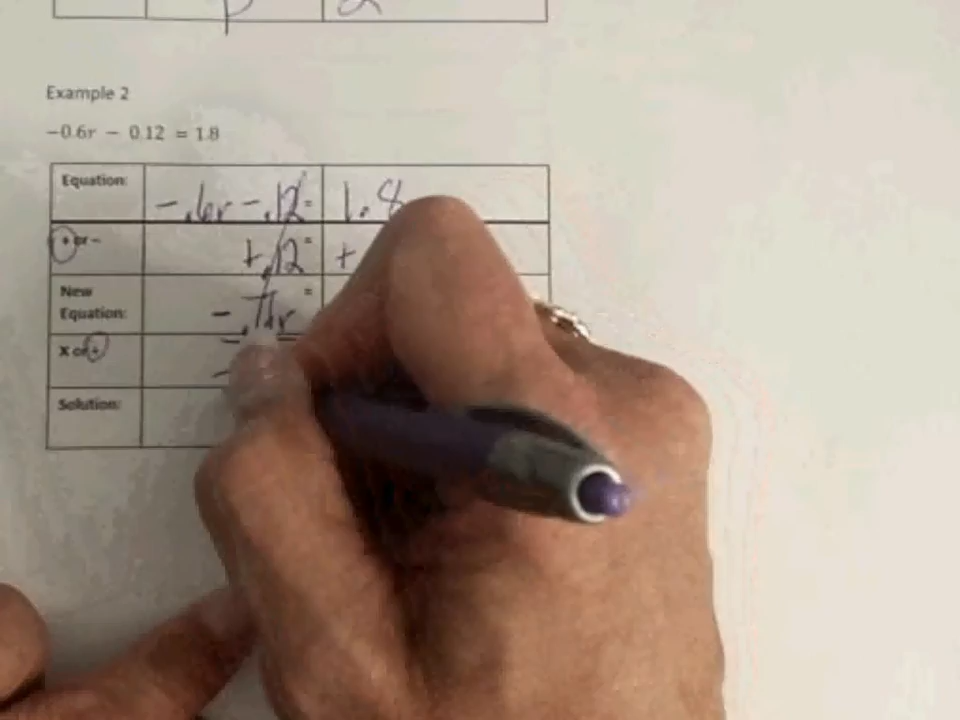 2
Example 2
−0.6r − 0.12 = 1.8
Equation: −.6r −.12 = 1.8
+ or − +.12 = +
New Equation: − r =
X or ÷
Solution: